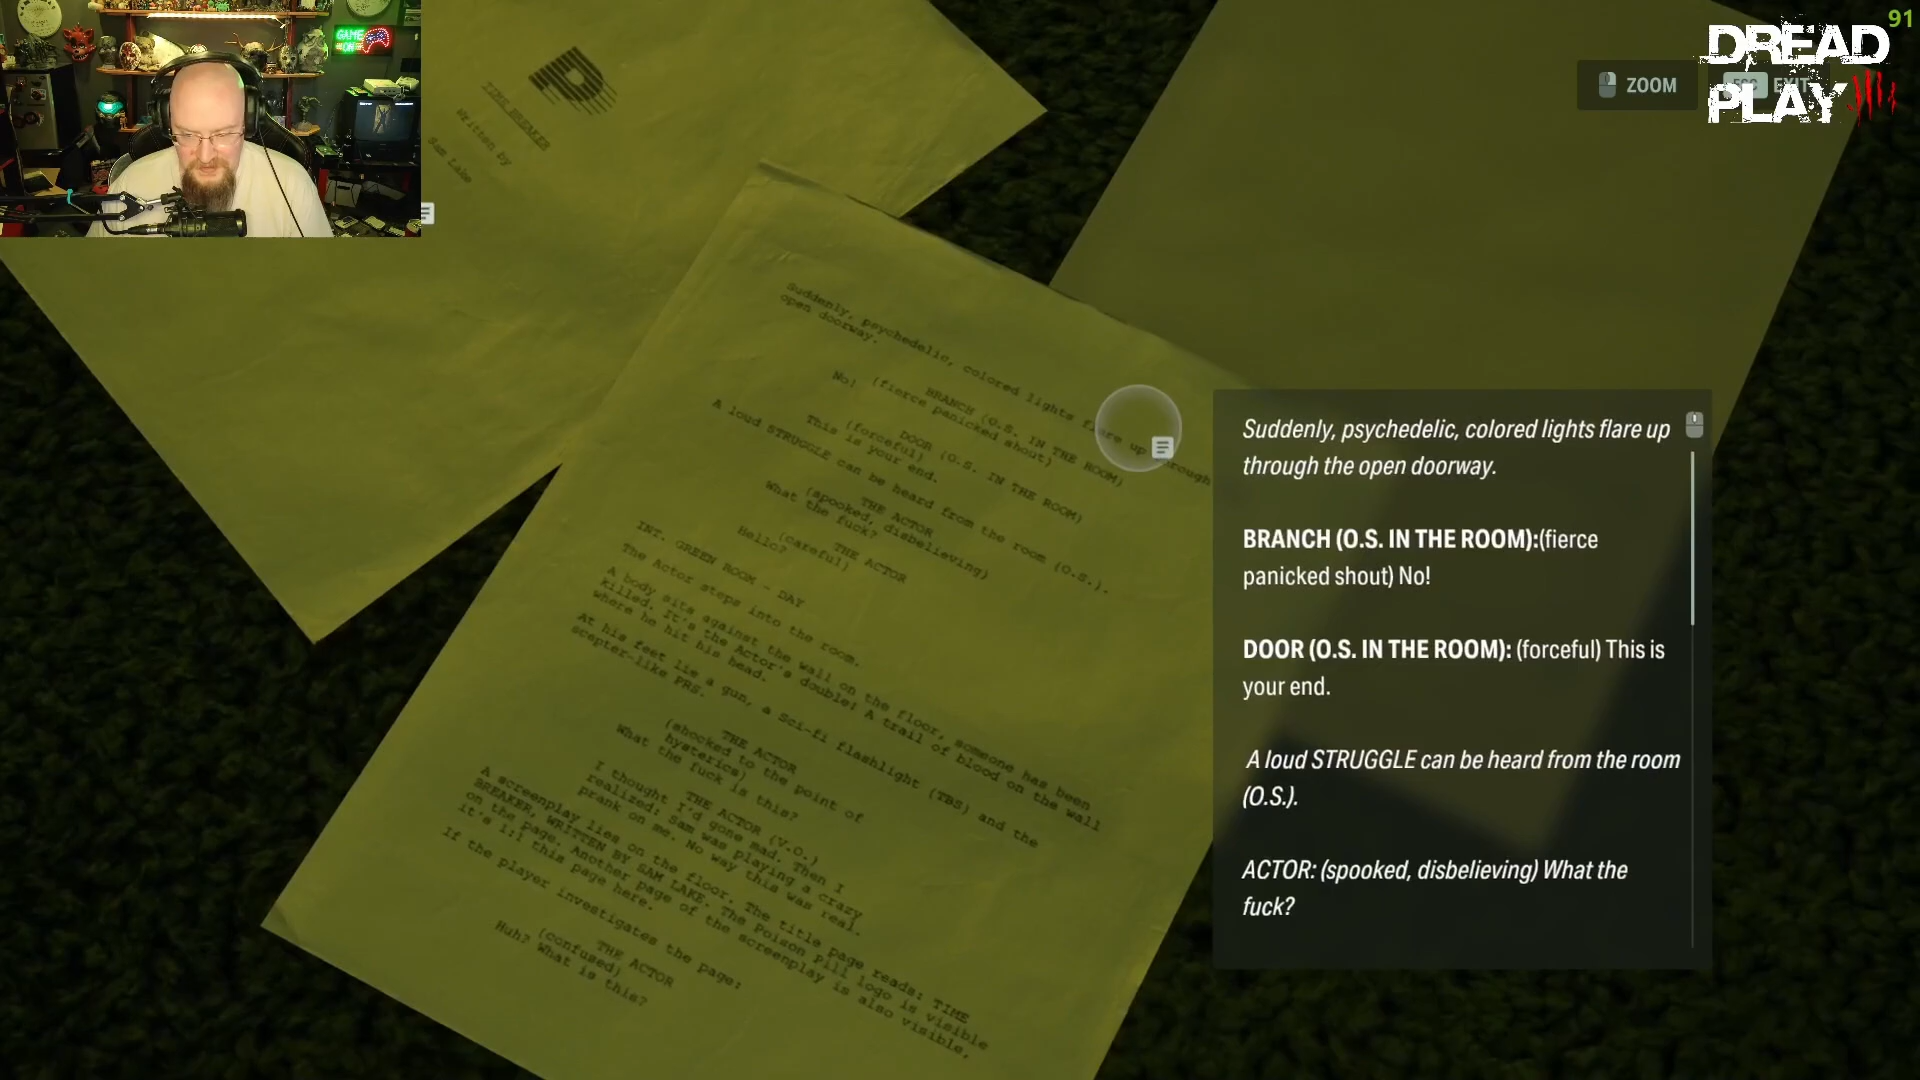 91
DREAD
PLAY
ZOOM
ESC EXIT
GAME
ON
P
TIME BREAKER
Written by
Sam Lake
Suddenly, psychedelic, colored lights flare up through
open doorway.
BRANCH (O.S. IN THE ROOM)
(fierce panicked shout)
No!
DOOR (O.S. IN THE ROOM)
(forceful)
This is your end.
A loud STRUGGLE can be heard from the room (O.S.).
THE ACTOR
(spooked, disbelieving)
What the fuck?
THE ACTOR
(careful)
Hello?
INT. GREEN ROOM - DAY
The Actor steps into the room.
A body sits against the wall on the floor, someone has been
killed. It's the Actor's double! A trail of blood on the wall
where he hit his head.
At his feet lie a gun, a Sci-fi flashlight (TBS) and the
scepter-like PRS.
THE ACTOR
(shocked to the point of
hysterics)
What the fuck is this?
THE ACTOR (V.O.)
I thought I'd gone mad. Then I
realized: Sam was playing a crazy
prank on me. No way this was real.
A screenplay lies on the floor. The title page reads: TIME
BREAKER, WRITTEN BY SAM LAKE. The Poison Pill logo is visible
on the page. Another page of the screenplay is also visible,
it's 1:1 this page here.
If the player investigates the page:
THE ACTOR
(confused)
Huh? What is this?
Suddenly, psychedelic, colored lights flare up
through the open doorway.
BRANCH (O.S. IN THE ROOM):(fierce
panicked shout) No!
DOOR (O.S. IN THE ROOM): (forceful) This is
your end.
A loud STRUGGLE can be heard from the room
(O.S.).
ACTOR: (spooked, disbelieving) What the
fuck?